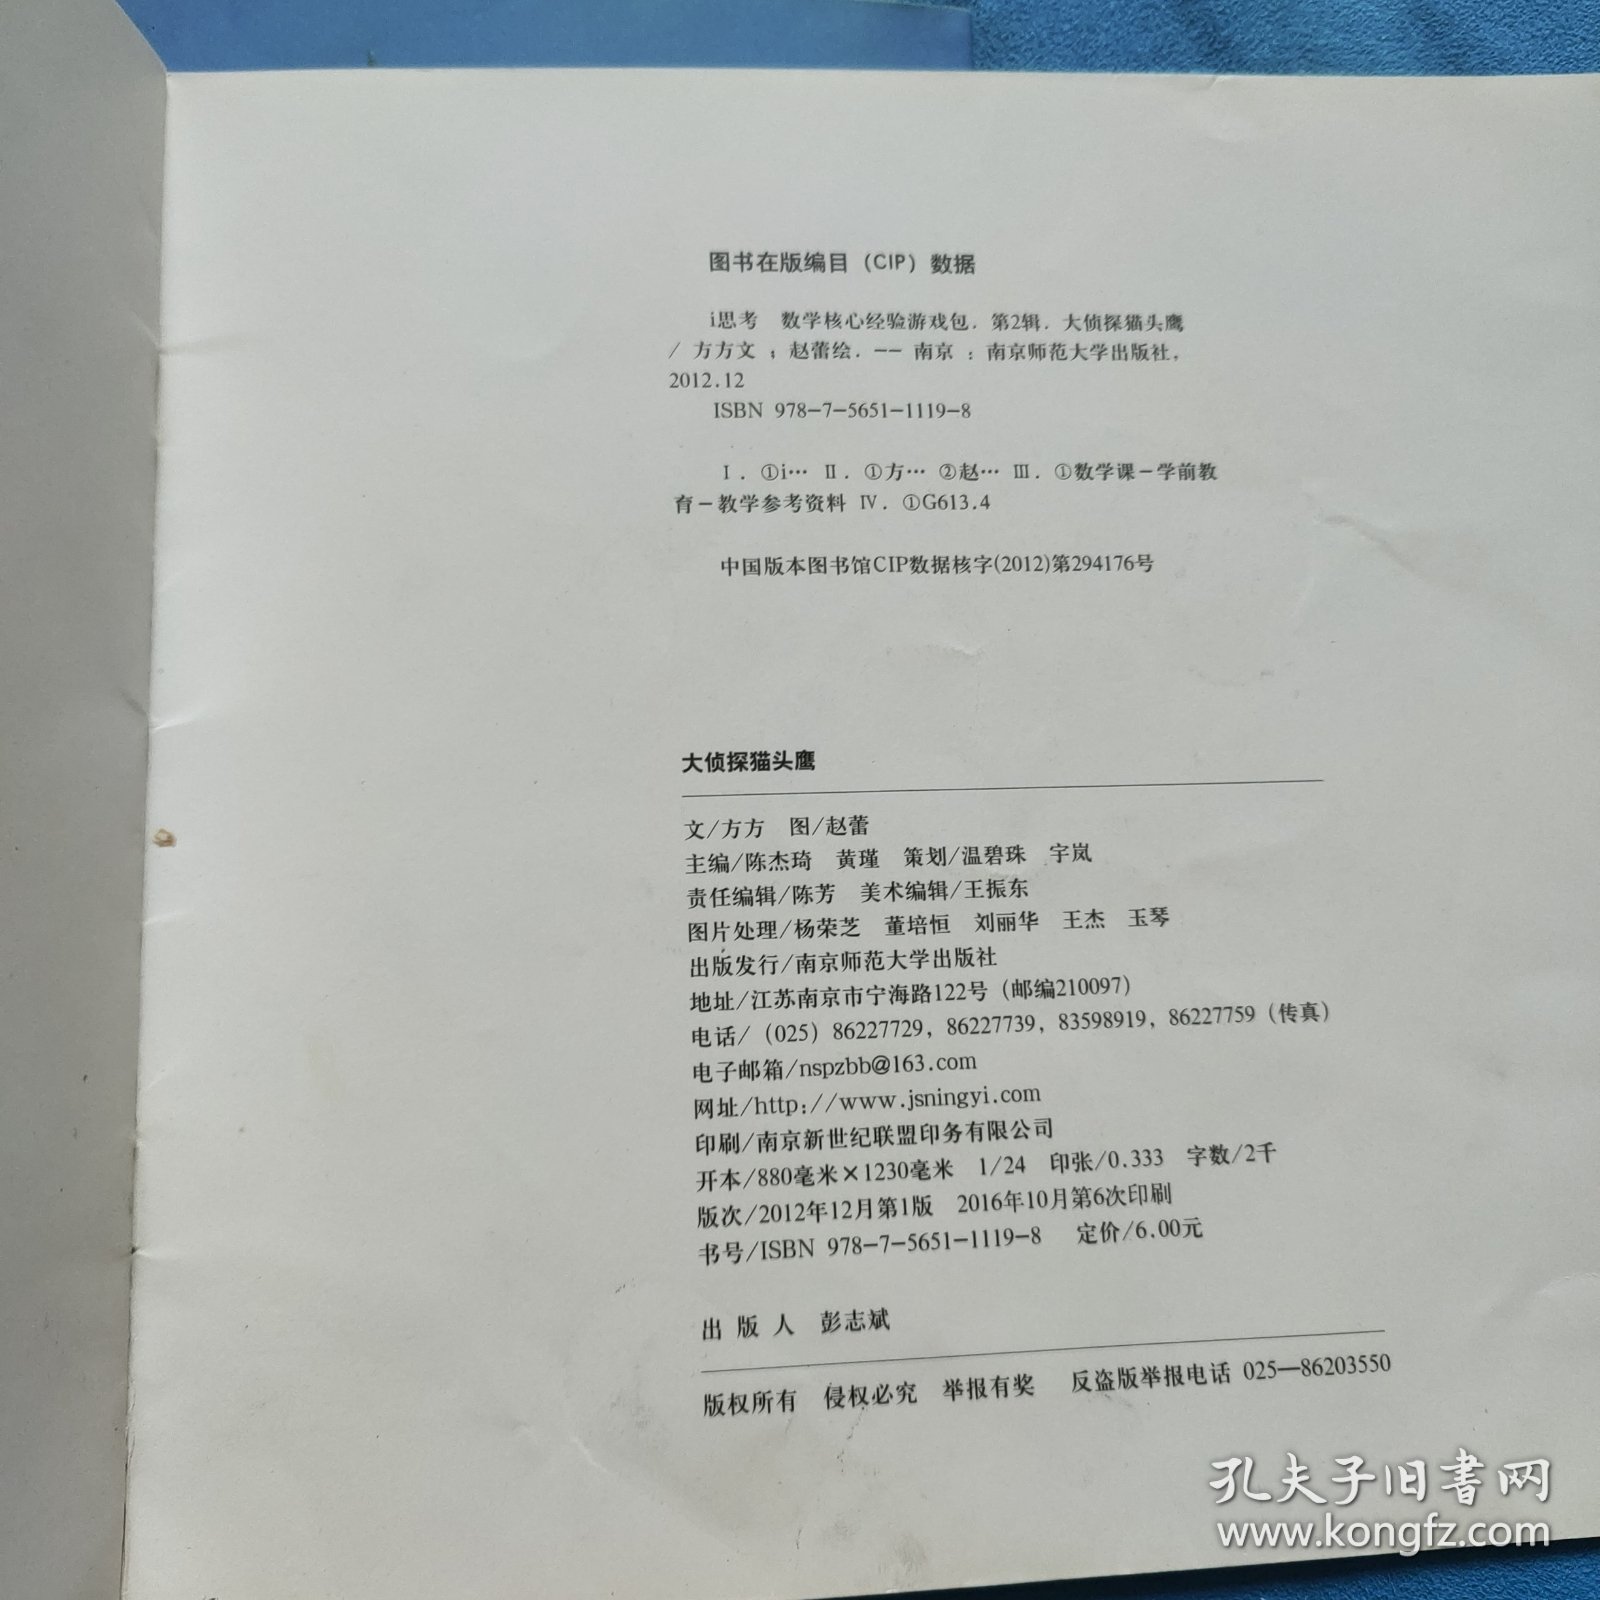 图书在版编目（CIP）数据
i思考　数学核心经验游戏包．第2辑．大侦探猫头鹰
/ 方方文 ；赵蕾绘．—— 南京 ：南京师范大学出版社，
2012.12
ISBN 978-7-5651-1119-8
Ⅰ．①i… Ⅱ．①方… ②赵… Ⅲ．①数学课－学前教
育－教学参考资料 Ⅳ．①G613.4
中国版本图书馆CIP数据核字(2012)第294176号
大侦探猫头鹰
文/方方　图/赵蕾
主编/陈杰琦　黄瑾　策划/温碧珠　宇岚
责任编辑/陈芳　美术编辑/王振东
图片处理/杨荣芝　董培恒　刘丽华　王杰　玉琴
出版发行/南京师范大学出版社
地址/江苏南京市宁海路122号（邮编210097）
电话/（025）86227729，86227739，83598919，86227759（传真）
电子邮箱/nspzbb@163.com
网址/http://www.jsningyi.com
印刷/南京新世纪联盟印务有限公司
开本/880毫米×1230毫米　1/24　印张/0.333　字数/2千
版次/2012年12月第1版　2016年10月第6次印刷
书号/ISBN 978-7-5651-1119-8　定价/6.00元
出 版 人　彭志斌
版权所有　侵权必究　举报有奖　反盗版举报电话 025—86203550
孔夫子旧书网
www.kongfz.com